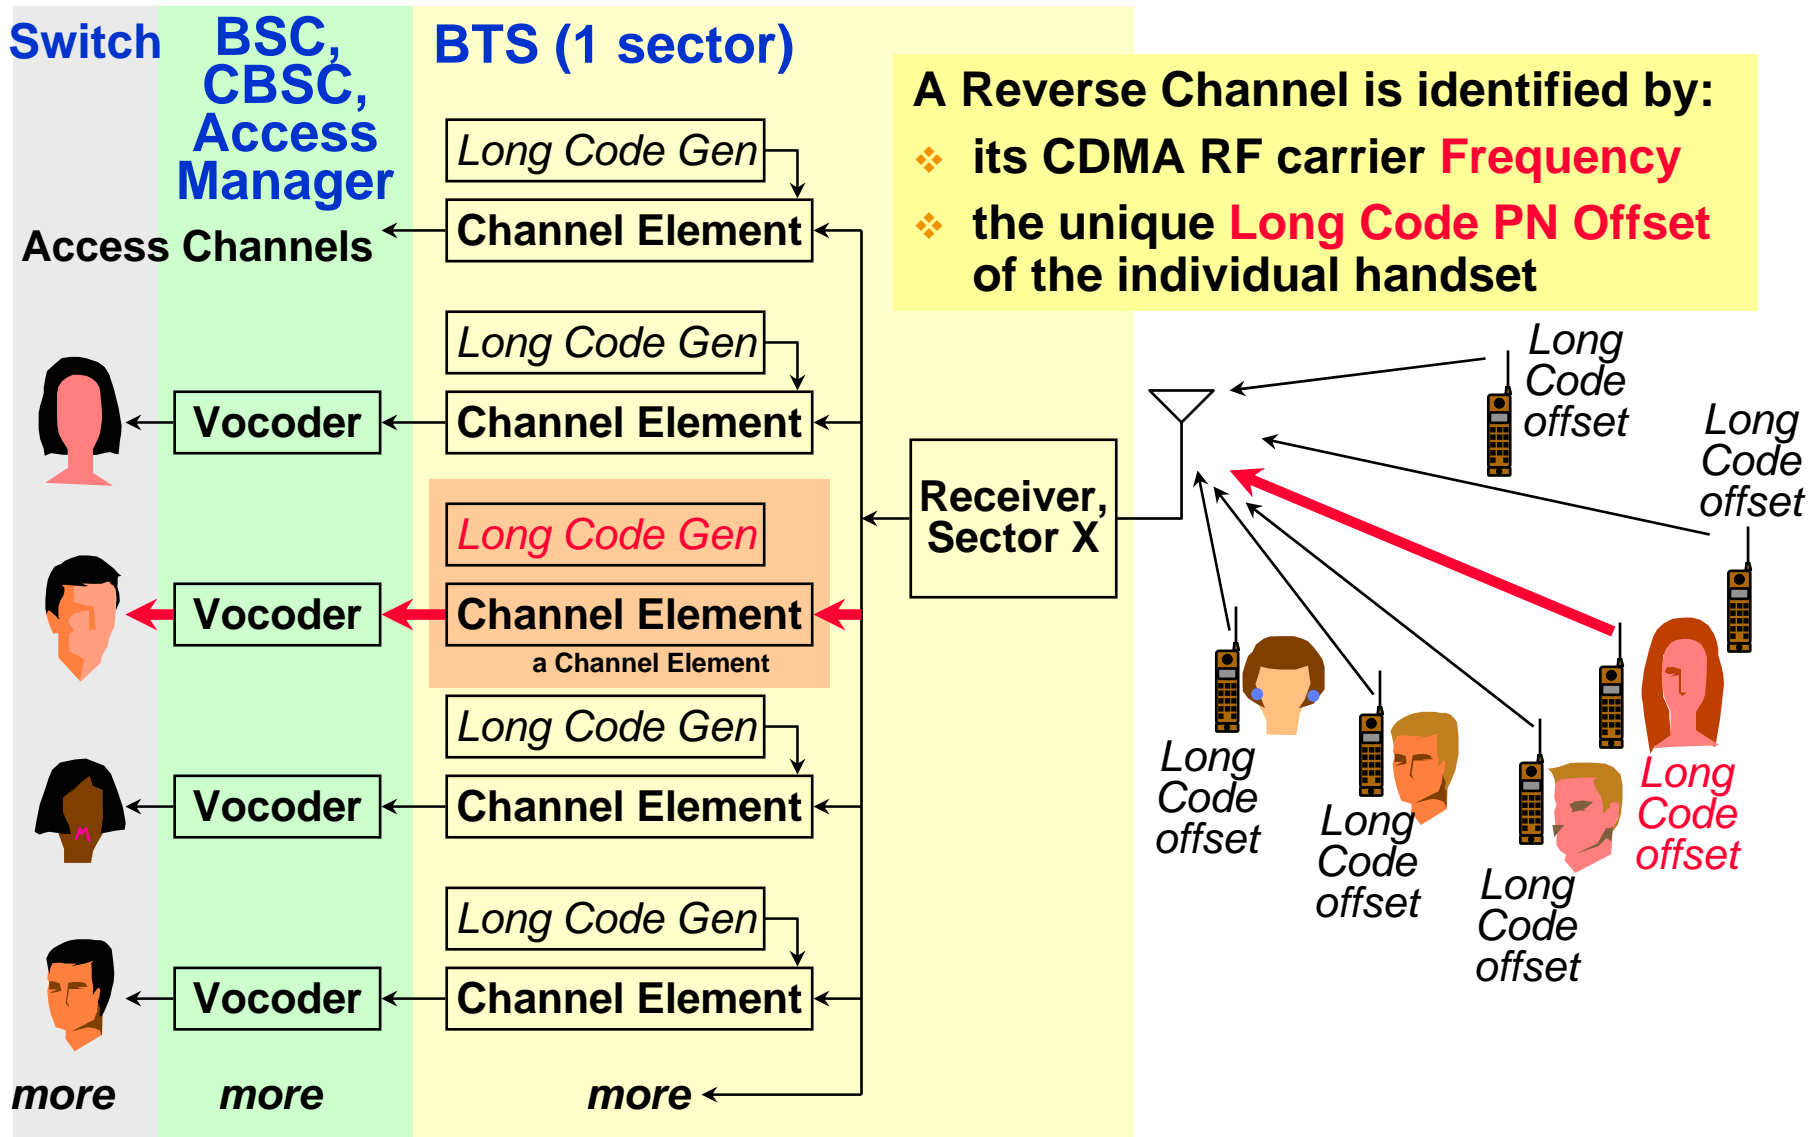 Switch
BSC,
CBSC,
Access
Manager
BTS (1 sector)
A Reverse Channel is identified by:
❖ its CDMA RF carrier Frequency
❖ the unique Long Code PN Offset
of the individual handset
Long Code Gen
Channel Element
Access Channels
Long Code Gen
Channel Element
Vocoder
Long Code Gen
Channel Element
a Channel Element
Vocoder
Long Code Gen
Channel Element
Vocoder
Long Code Gen
Channel Element
Vocoder
more
more
more
Receiver,
Sector X
Long
Code
offset
Long
Code
offset
Long
Code
offset
Long
Code
offset
Long
Code
offset
Long
Code
offset